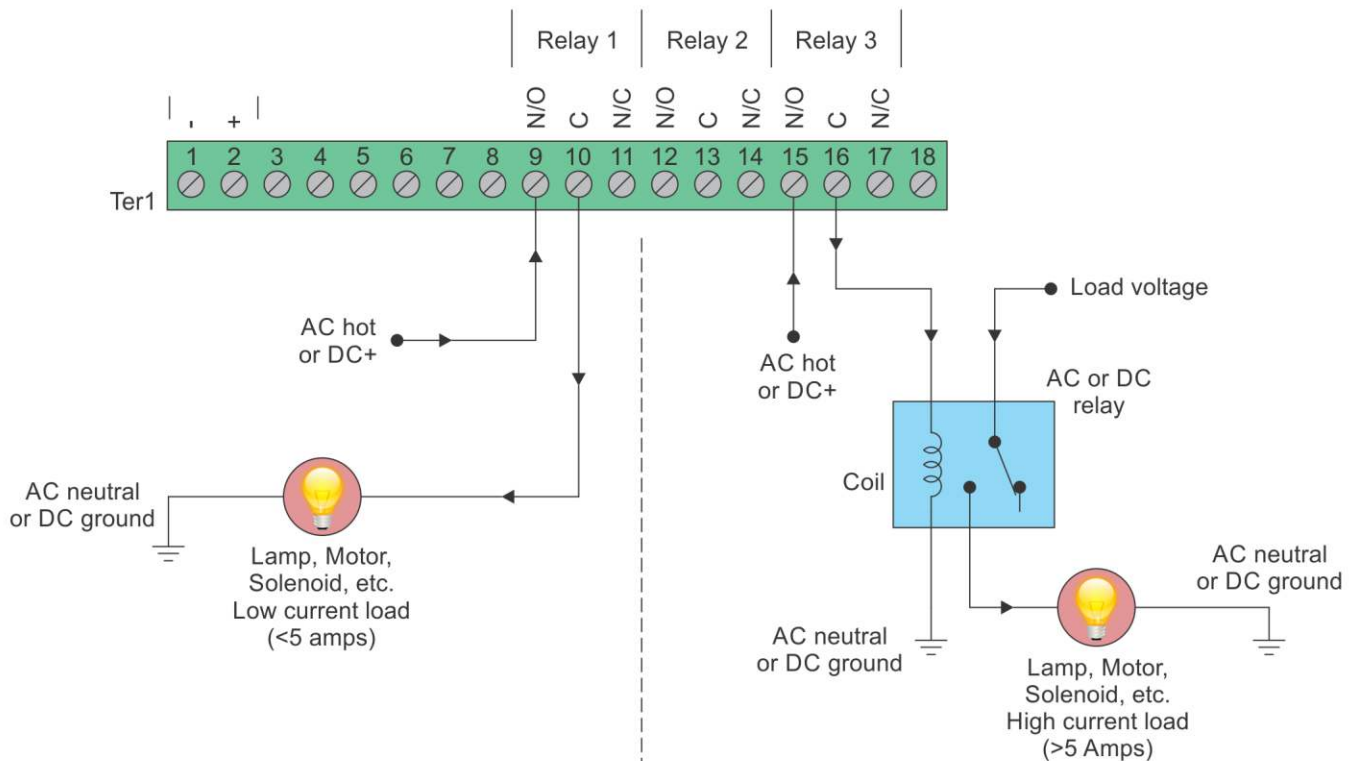 Relay 1
Relay 2
Relay 3
N/O
C
N/C
N/O
C
N/C
N/O
C
N/C
-
+
1 2 3 4 5 6 7 8 9 10 11 12 13 14 15 16 17 18
Ter1
AC hot
or DC+
AC neutral
or DC ground
Lamp, Motor,
Solenoid, etc.
Low current load
(<5 amps)
AC hot
or DC+
Load voltage
AC or DC
relay
Coil
AC neutral
or DC ground
AC neutral
or DC ground
Lamp, Motor,
Solenoid, etc.
High current load
(>5 Amps)